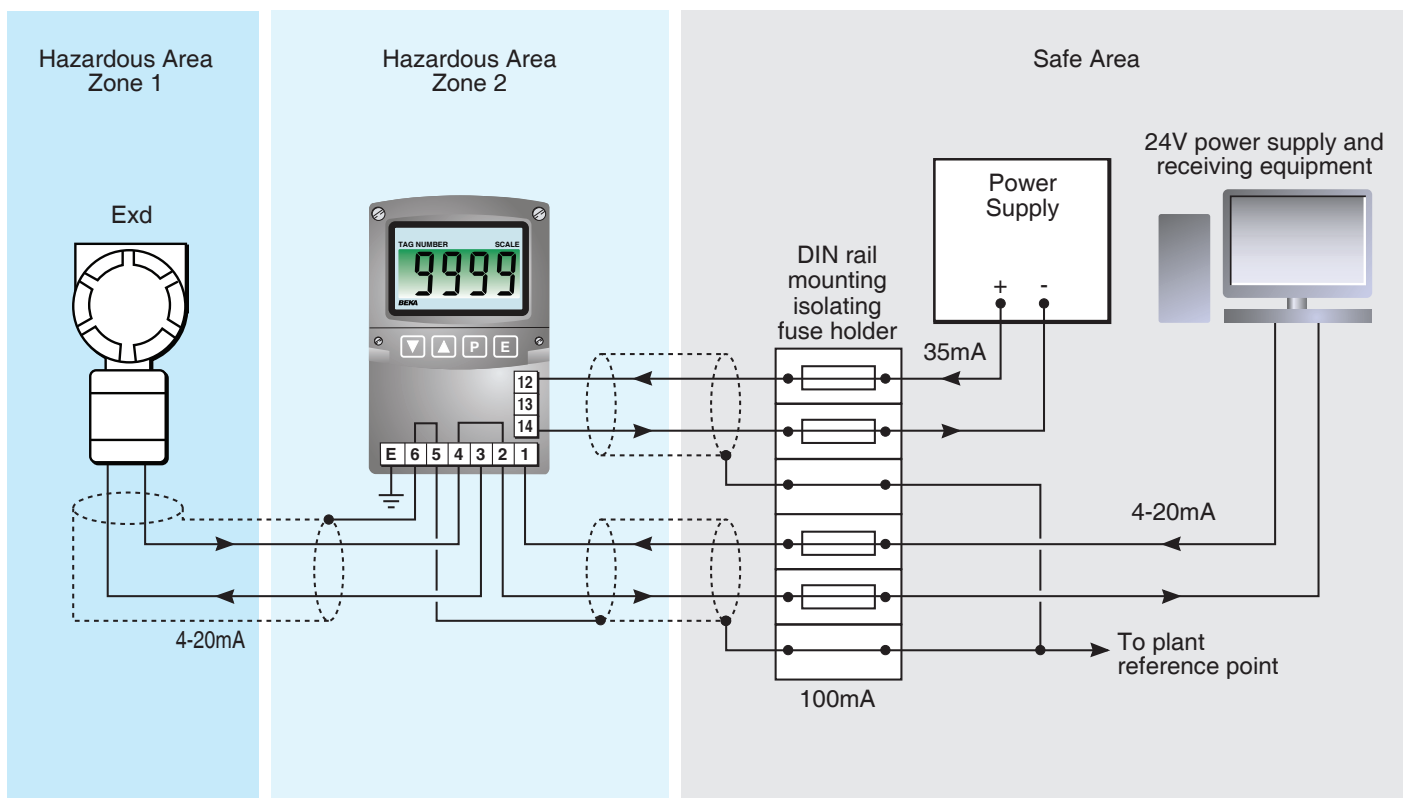 Hazardous Area
Zone 1
Hazardous Area
Zone 2
Safe Area
24V power supply and
receiving equipment
Power
Supply
+ -
Exd
TAG NUMBER SCALE
9999
BEKA
P E
DIN rail
mounting
isolating
fuse holder
35mA
12
13
14
E 6 5 4 3 2 1
4-20mA
4-20mA
To plant
reference point
100mA